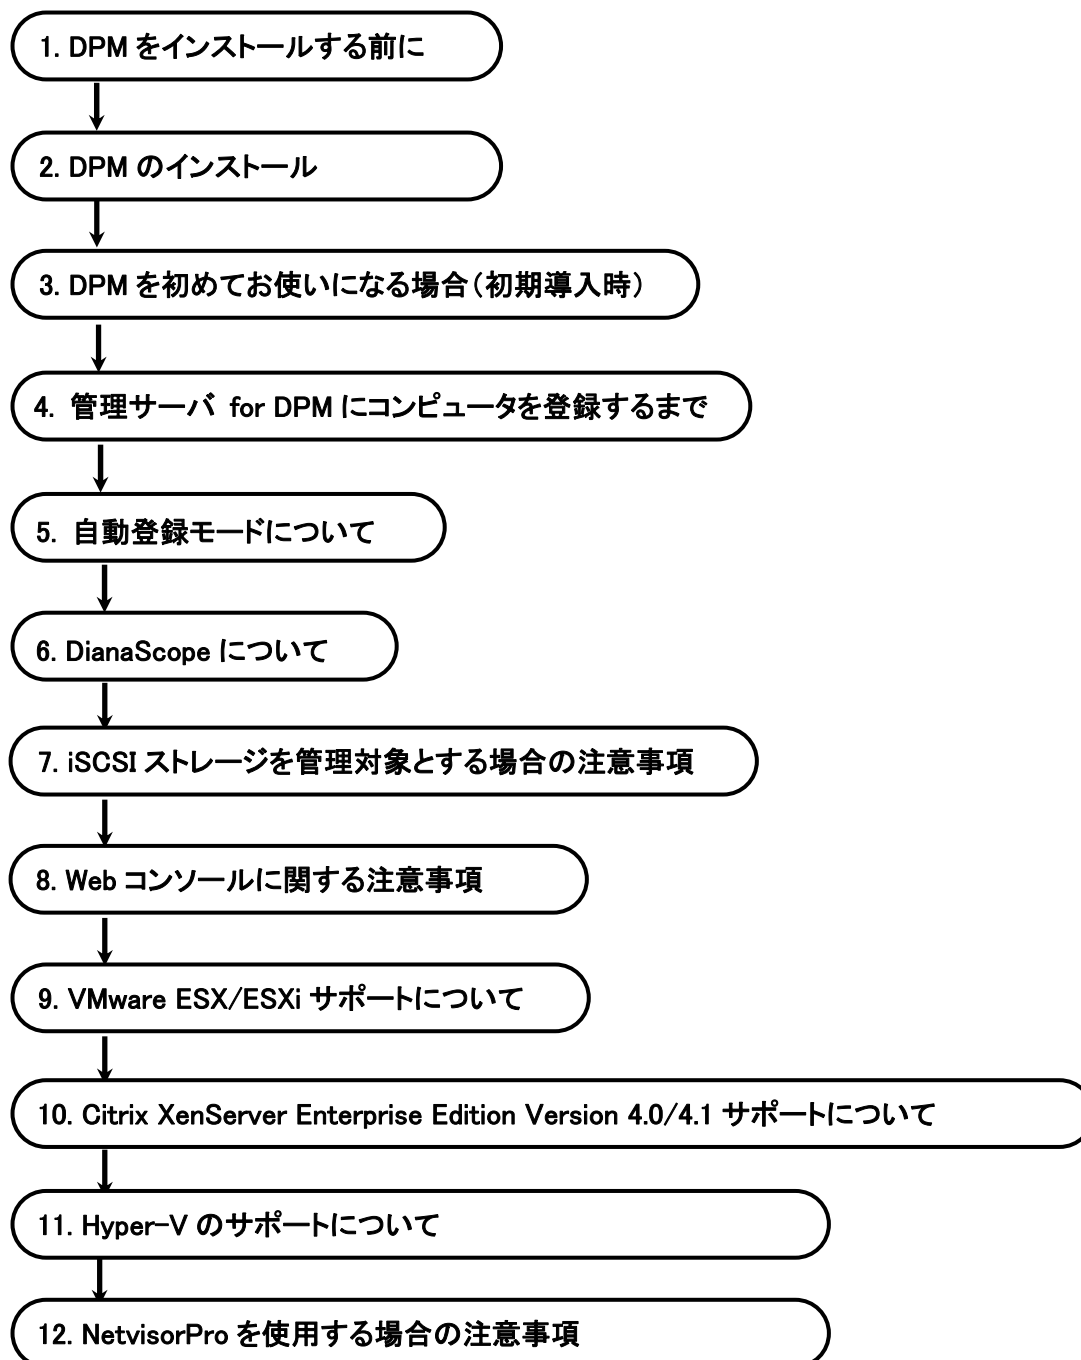 1. DPM をインストールする前に
2. DPM のインストール
3. DPM を初めてお使いになる場合（初期導入時）
4. 管理サーバ for DPM にコンピュータを登録するまで
5. 自動登録モードについて
6. DianaScope について
7. iSCSI ストレージを管理対象とする場合の注意事項
8. Web コンソールに関する注意事項
9. VMware ESX/ESXi サポートについて
10. Citrix XenServer Enterprise Edition Version 4.0/4.1 サポートについて
11. Hyper-V のサポートについて
12. NetvisorPro を使用する場合の注意事項